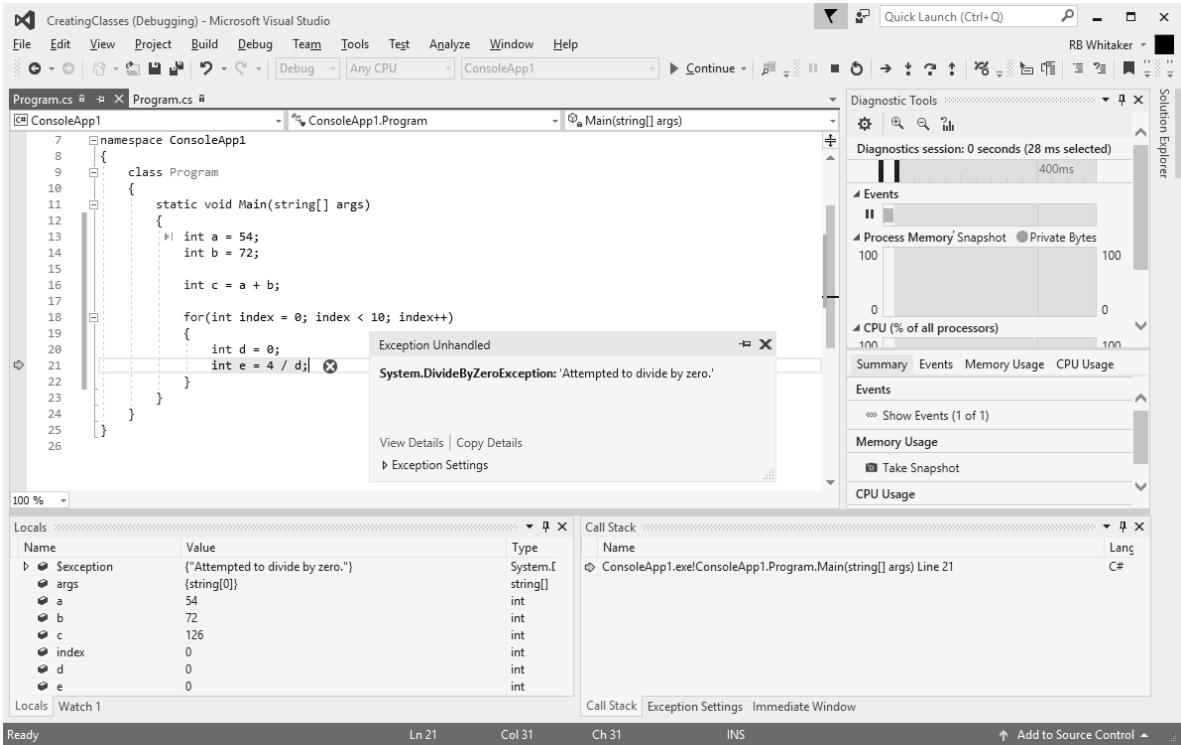 CreatingClasses (Debugging) - Microsoft Visual Studio
Quick Launch (Ctrl+Q)
File Edit View Project Build Debug Team Tools Test Analyze Window Help
RB Whitaker
Debug Any CPU ConsoleApp1 Continue
Program.cs Program.cs
C# ConsoleApp1 ConsoleApp1.Program Main(string[] args)
7 namespace ConsoleApp1
8 {
9 class Program
10 {
11 static void Main(string[] args)
12 {
13 int a = 54;
14 int b = 72;
15
16 int c = a + b;
17
18 for(int index = 0; index < 10; index++)
19 {
20 int d = 0;
21 int e = 4 / d;
22 }
23 }
24 }
25 }
26
100 %
Exception Unhandled
System.DivideByZeroException: 'Attempted to divide by zero.'
View Details | Copy Details
Exception Settings
Diagnostic Tools
Diagnostics session: 0 seconds (28 ms selected)
400ms
Events
Process Memory Snapshot Private Bytes
100 100
0 0
CPU (% of all processors)
100 100
Summary Events Memory Usage CPU Usage
Events
Show Events (1 of 1)
Memory Usage
Take Snapshot
CPU Usage
Solution Explorer
Locals
Name Value Type
$exception {"Attempted to divide by zero."} System.D
args {string[0]} string[]
a 54 int
b 72 int
c 126 int
index 0 int
d 0 int
e 0 int
Locals Watch 1
Call Stack
Name Lang
ConsoleApp1.exe!ConsoleApp1.Program.Main(string[] args) Line 21 C#
Call Stack Exception Settings Immediate Window
Ready Ln 21 Col 31 Ch 31 INS Add to Source Control